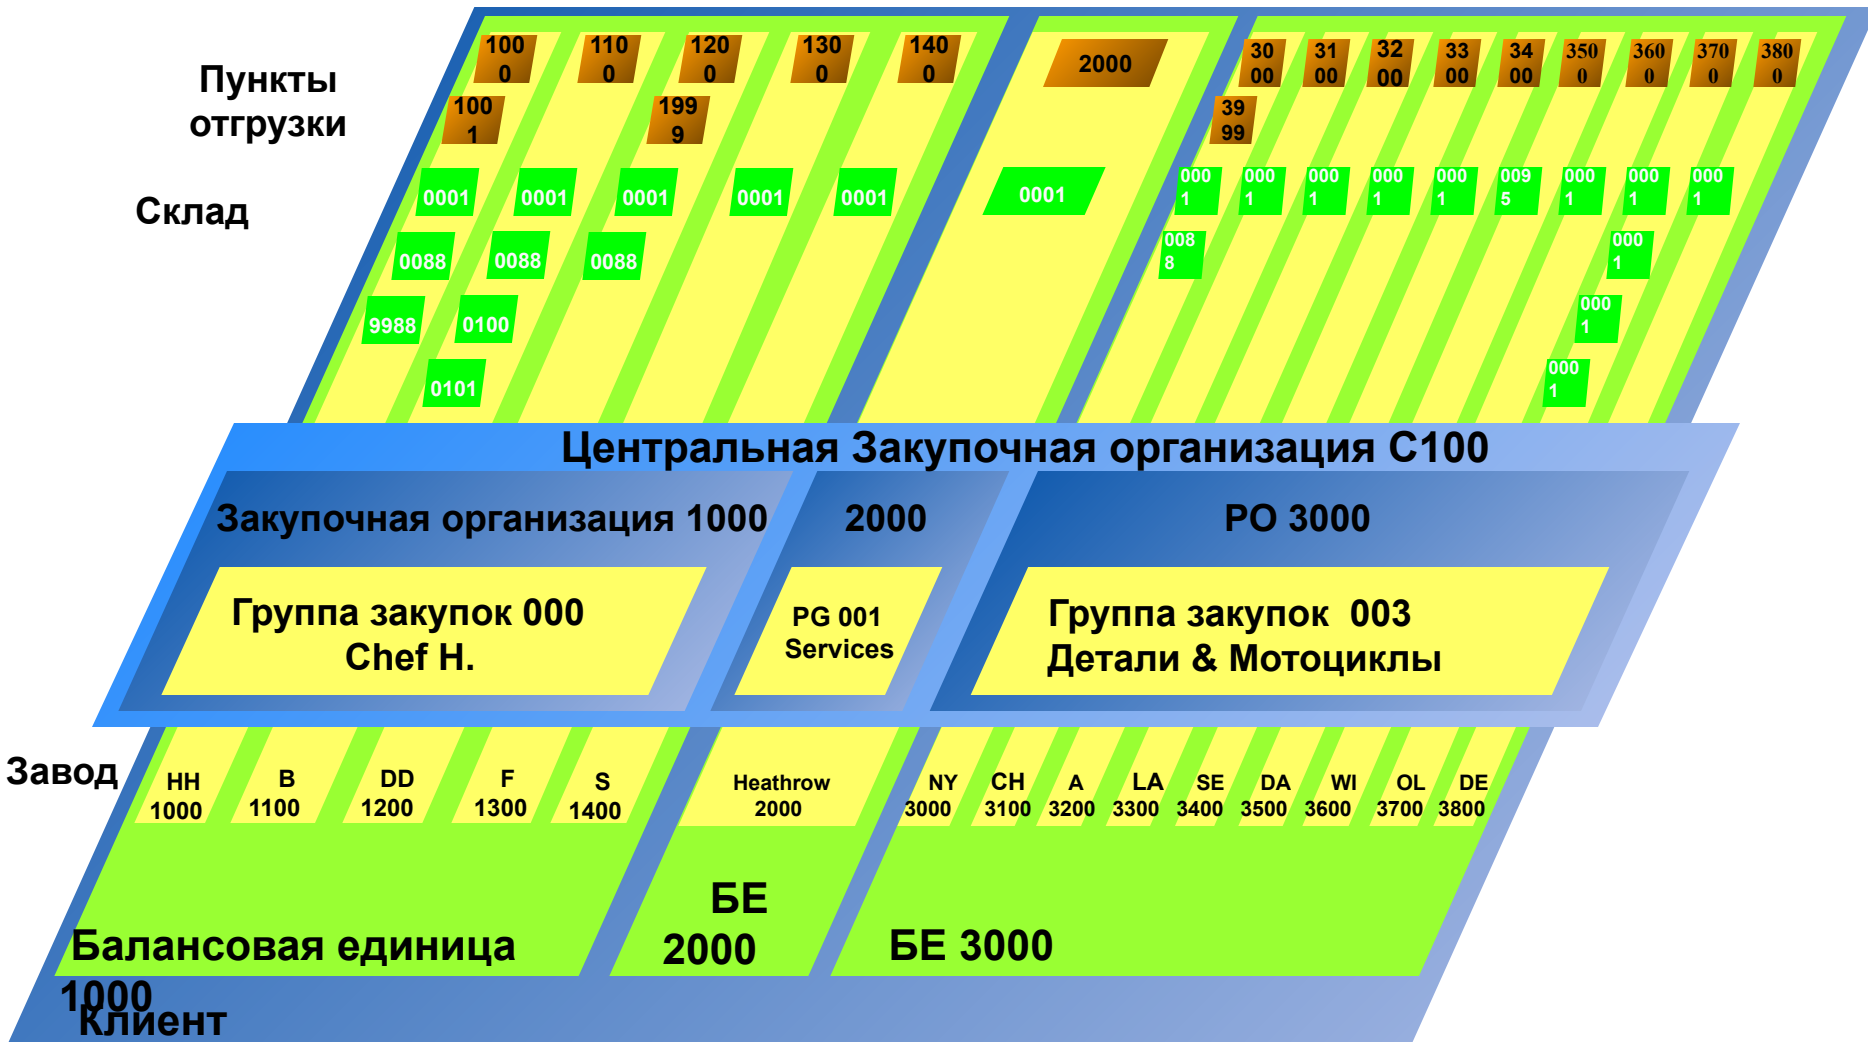 Пункты
отгрузки
100
0
110
0
120
0
130
0
140
0
2000
30
00
31
00
32
00
33
00
34
00
350
0
360
0
370
0
380
0
100
1
199
9
39
99
Склад
0001
0001
0001
0001
0001
0001
000
1
000
1
000
1
000
1
000
1
009
5
000
1
000
1
000
1
0088
0088
0088
008
8
000
1
9988
0100
000
1
0101
000
1
Центральная Закупочная организация C100
Закупочная организация 1000
2000
РО 3000
Группа закупок 000
Chef H.
PG 001
Services
Группа закупок 003
Детали & Мотоциклы
Завод
HH
1000
B
1100
DD
1200
F
1300
S
1400
Heathrow
2000
NY
3000
CH
3100
A
3200
LA
3300
SE
3400
DA
3500
WI
3600
OL
3700
DE
3800
Балансовая единица
1000
БЕ
2000
БЕ 3000
Клиент